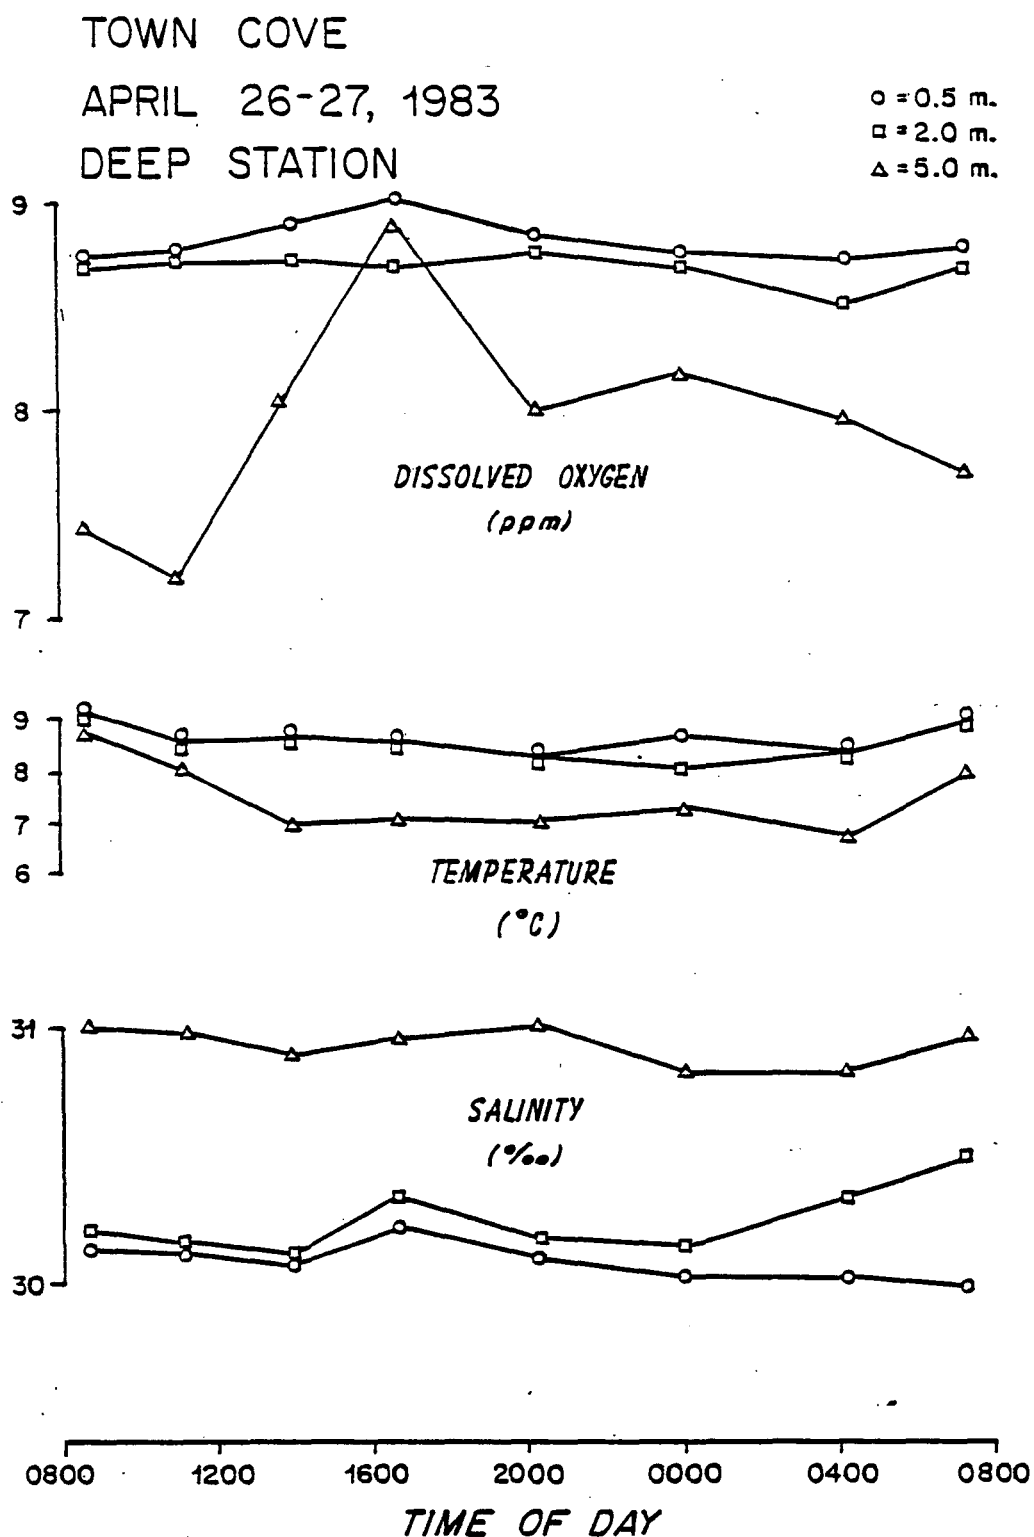 TOWN COVE
APRIL 26-27, 1983
DEEP STATION
○ = 0.5 m.
□ = 2.0 m.
△ = 5.0 m.
9
8
7
DISSOLVED OXYGEN
(ppm)
9
8
7
6
TEMPERATURE
(°C)
31
30
SALINITY
(‰)
0800 1200 1600 2000 0000 0400 0800
TIME OF DAY